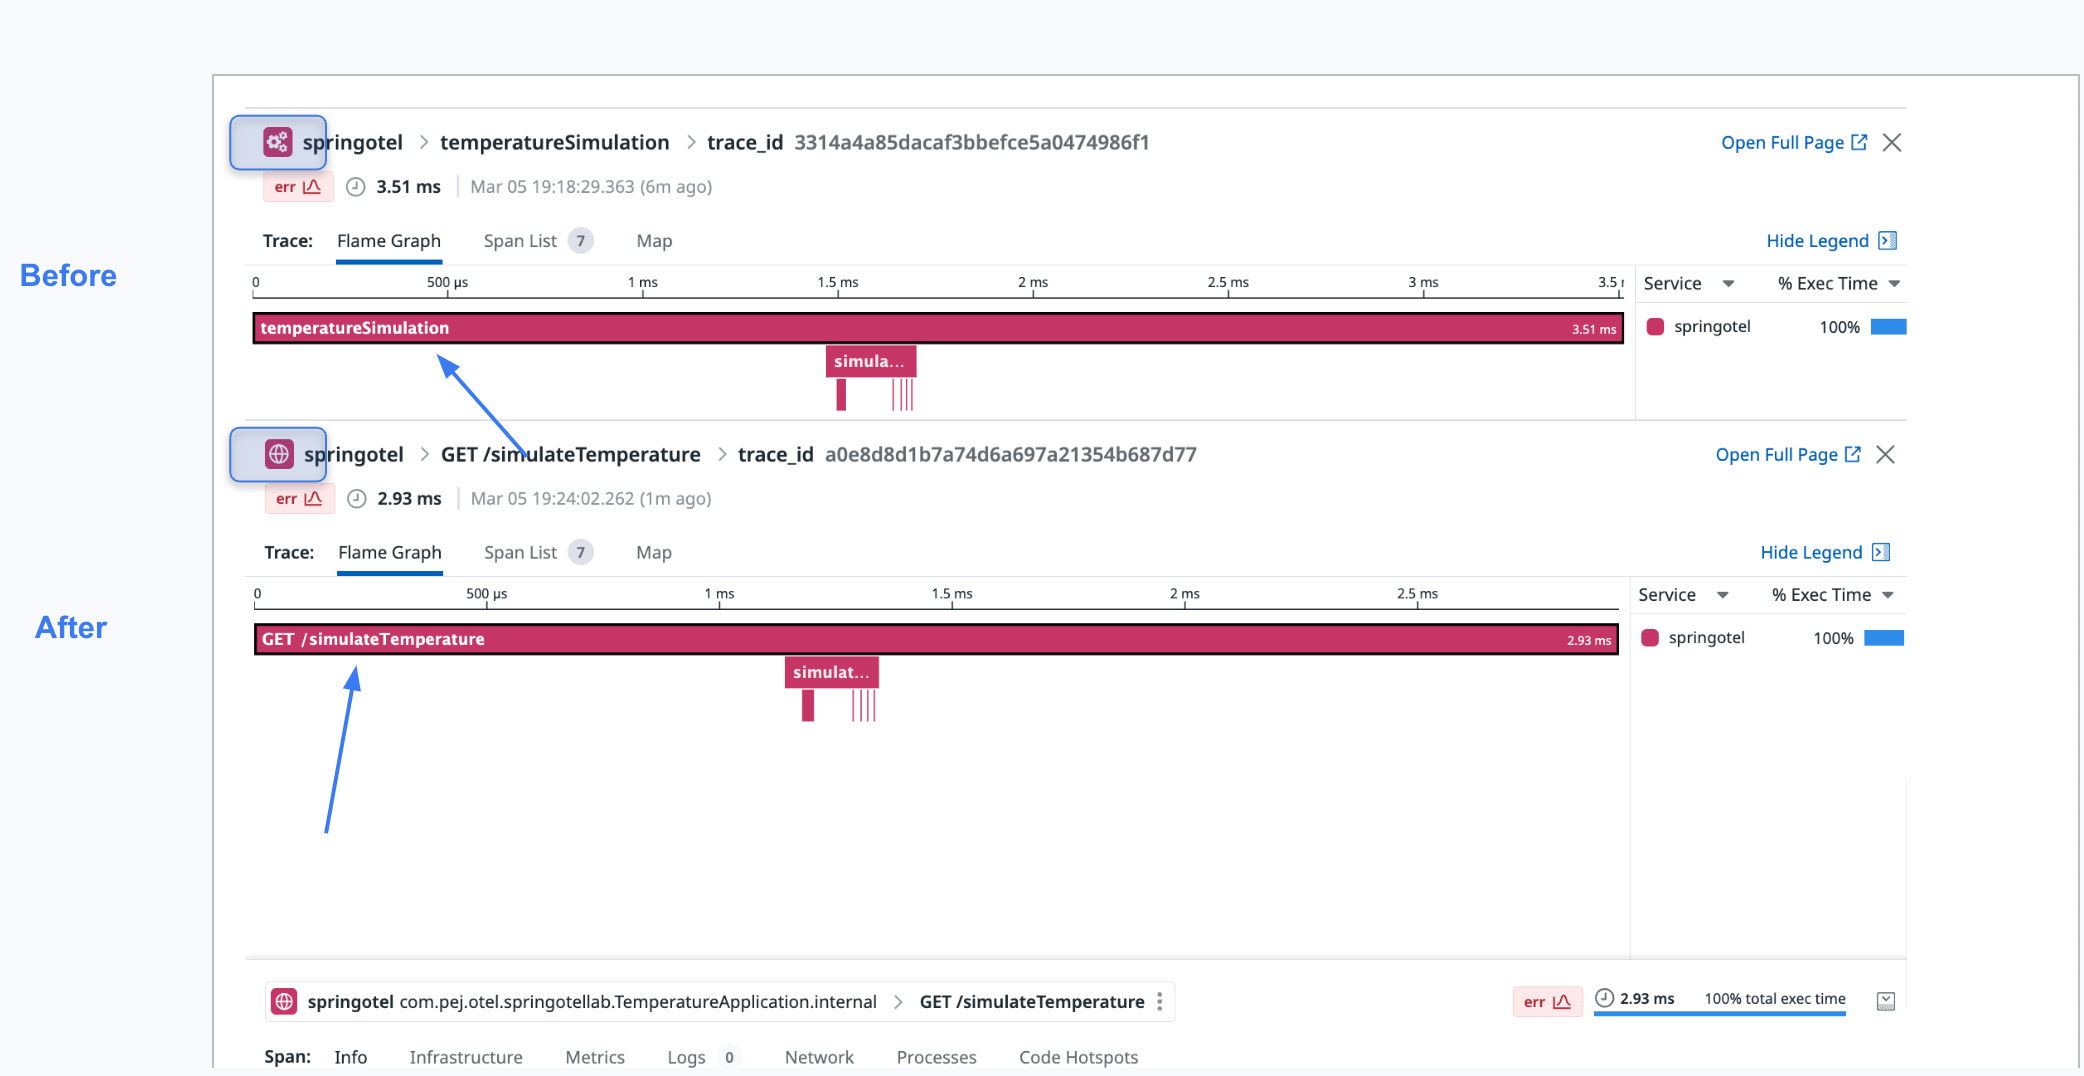 springotel > temperatureSimulation > trace_id 3314a4a85dacaf3bbefce5a0474986f1 Open Full Page
err 3.51 ms Mar 05 19:18:29.363 (6m ago)
Trace: Flame Graph Span List 7 Map Hide Legend
Before
0 500 µs 1 ms 1.5 ms 2 ms 2.5 ms 3 ms 3.5 Service % Exec Time
temperatureSimulation 3.51 ms springotel 100%
simula...
springotel > GET /simulateTemperature > trace_id a0e8d8d1b7a74d6a697a21354b687d77 Open Full Page
err 2.93 ms Mar 05 19:24:02.262 (1m ago)
Trace: Flame Graph Span List 7 Map Hide Legend
0 500 µs 1 ms 1.5 ms 2 ms 2.5 ms Service % Exec Time
After
GET /simulateTemperature 2.93 ms springotel 100%
simulat...
springotel com.pej.otel.springotellab.TemperatureApplication.internal > GET /simulateTemperature err 2.93 ms 100% total exec time
Span: Info Infrastructure Metrics Logs 0 Network Processes Code Hotspots